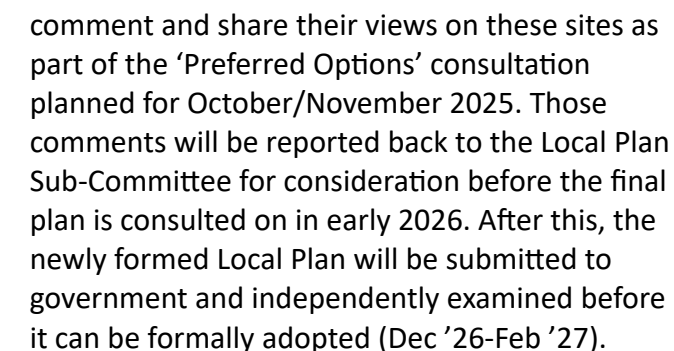 comment and share their views on these sites as
part of the ‘Preferred Options’ consultation
planned for October/November 2025. Those
comments will be reported back to the Local Plan
Sub-Committee for consideration before the final
plan is consulted on in early 2026. After this, the
newly formed Local Plan will be submitted to
government and independently examined before
it can be formally adopted (Dec ’26-Feb ’27).